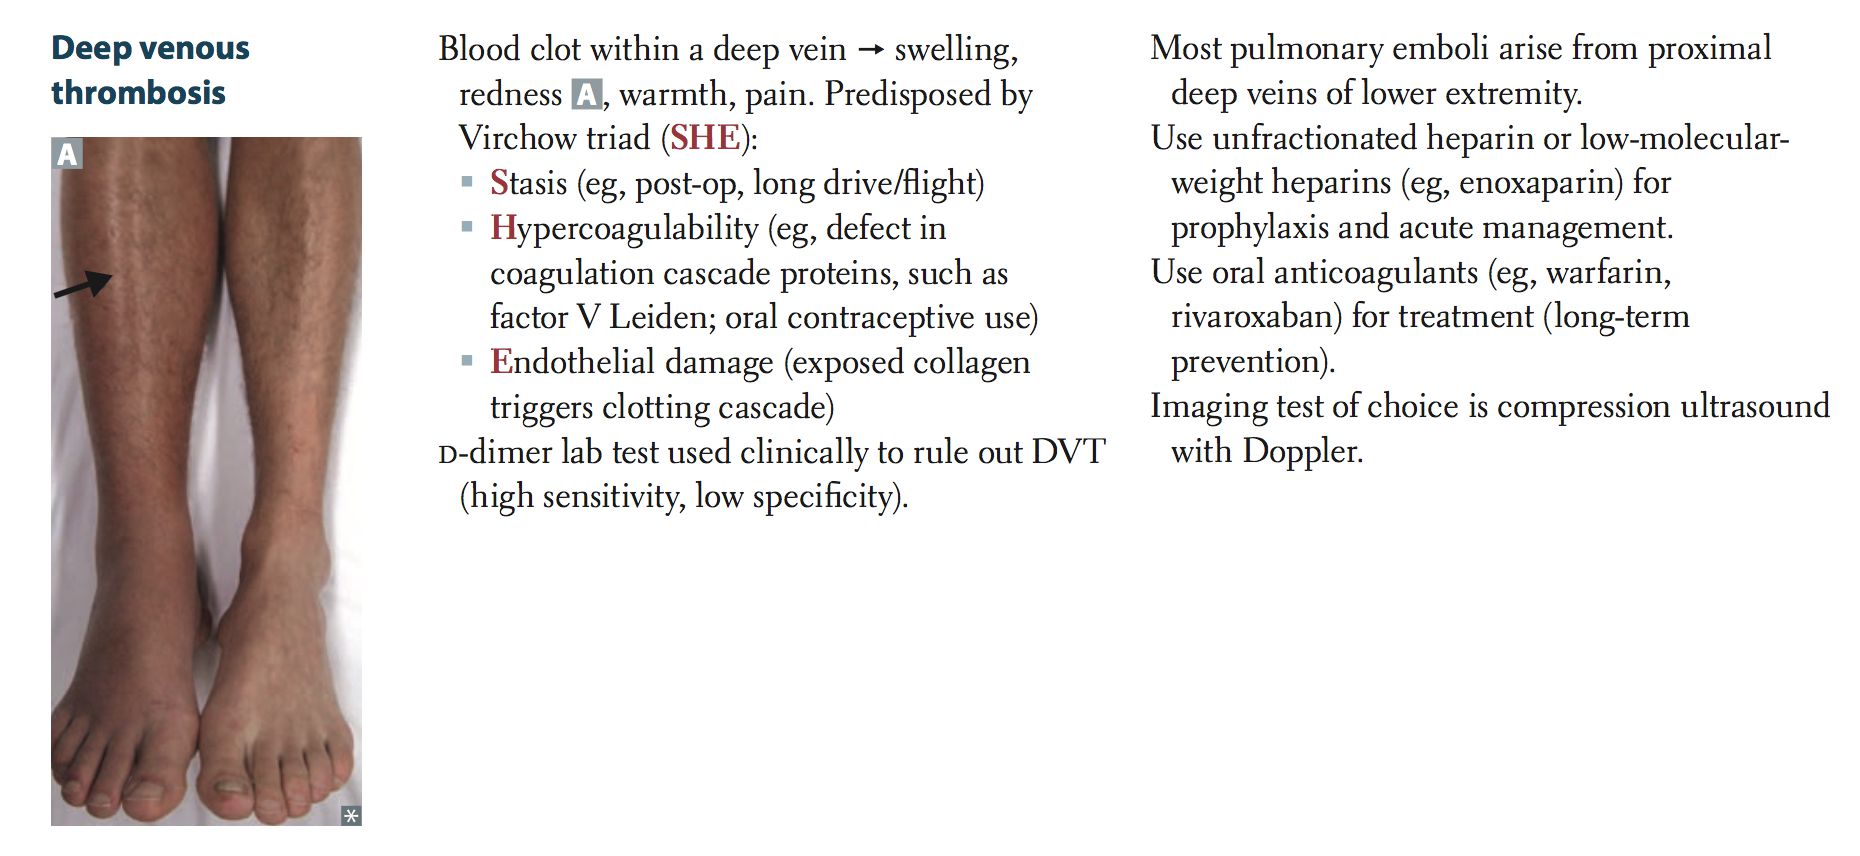 Deep venous
thrombosis
A
*
Blood clot within a deep vein → swelling,
redness A, warmth, pain. Predisposed by
Virchow triad (SHE):
▪ Stasis (eg, post-op, long drive/flight)
▪ Hypercoagulability (eg, defect in
coagulation cascade proteins, such as
factor V Leiden; oral contraceptive use)
▪ Endothelial damage (exposed collagen
triggers clotting cascade)
D-dimer lab test used clinically to rule out DVT
(high sensitivity, low specificity).
Most pulmonary emboli arise from proximal
deep veins of lower extremity.
Use unfractionated heparin or low-molecular-
weight heparins (eg, enoxaparin) for
prophylaxis and acute management.
Use oral anticoagulants (eg, warfarin,
rivaroxaban) for treatment (long-term
prevention).
Imaging test of choice is compression ultrasound
with Doppler.